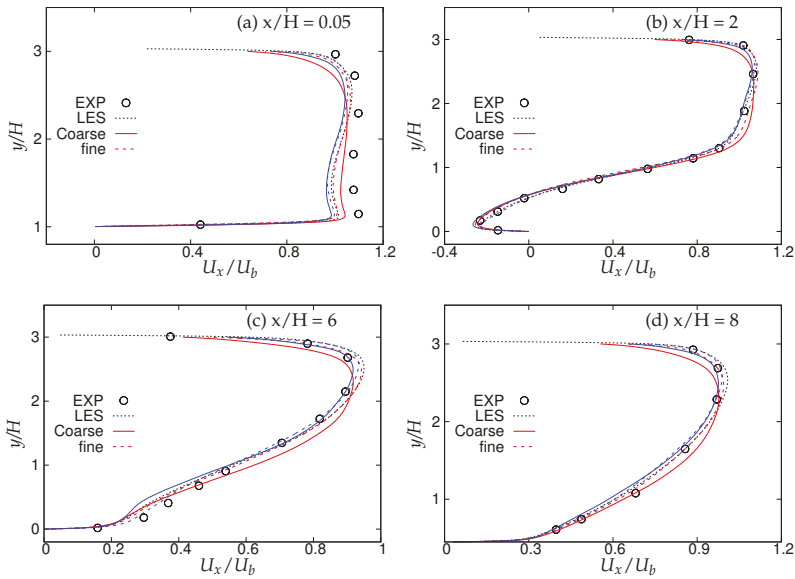 (a) x/H = 0.05
3
2
1
y/H
EXP
LES
Coarse
fine
0 0.4 0.8 1.2
U_x/U_b
(b) x/H = 2
3
2
1
0
y/H
EXP
LES
Coarse
fine
-0.4 0 0.4 0.8 1.2
U_x/U_b
(c) x/H = 6
3
2
1
0
y/H
EXP
LES
Coarse
fine
0 0.2 0.4 0.6 0.8 1
U_x/U_b
(d) x/H = 8
3
2
1
y/H
EXP
LES
Coarse
fine
0 0.3 0.6 0.9 1.2
U_x/U_b